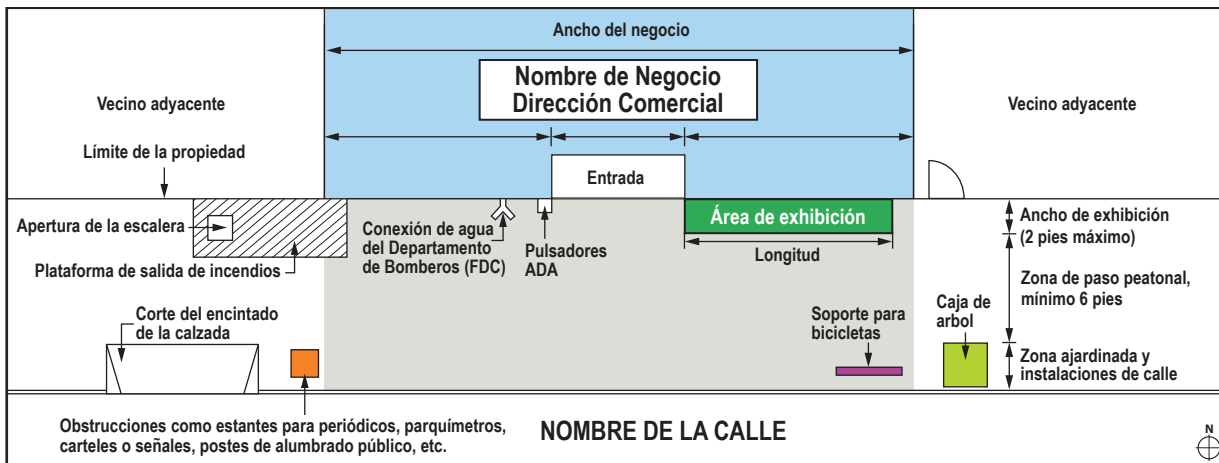 Ancho del negocio
Nombre de Negocio
Dirección Comercial
Vecino adyacente
Vecino adyacente
Límite de la propiedad
Entrada
Apertura de la escalera
Plataforma de salida de incendios
Conexión de agua
del Departamento
de Bomberos (FDC)
Pulsadores
ADA
Área de exhibición
Longitud
Ancho de exhibición
(2 pies máximo)
Zona de paso peatonal,
mínimo 6 pies
Corte del encintado
de la calzada
Soporte para
bicicletas
Caja de
arbol
Zona ajardinada y
instalaciones de calle
Obstrucciones como estantes para periódicos, parquímetros,
carteles o señales, postes de alumbrado público, etc.
NOMBRE DE LA CALLE
N